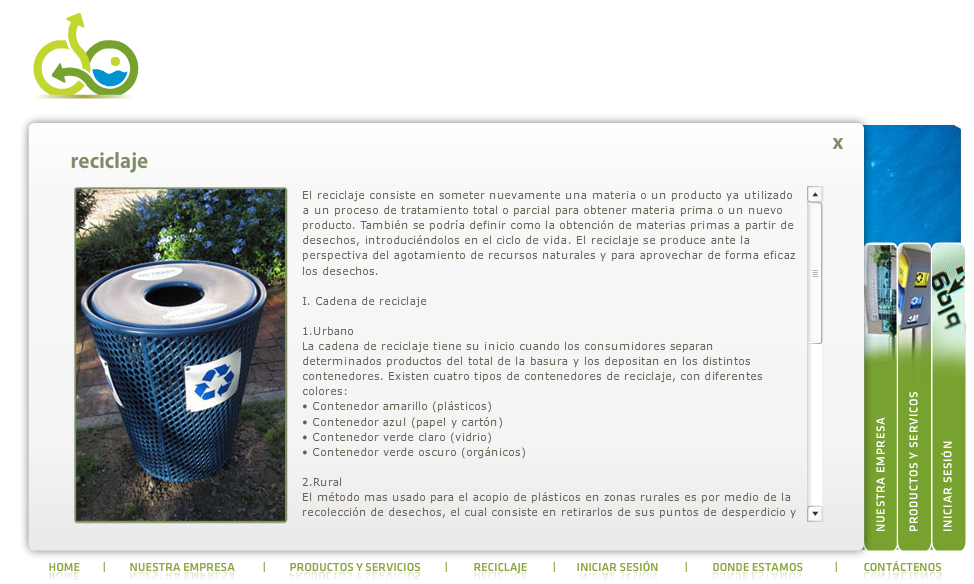 reciclaje
X
El reciclaje consiste en someter nuevamente una materia o un producto ya utilizado
a un proceso de tratamiento total o parcial para obtener materia prima o un nuevo
producto. También se podría definir como la obtención de materias primas a partir de
desechos, introduciéndolos en el ciclo de vida. El reciclaje se produce ante la
perspectiva del agotamiento de recursos naturales y para aprovechar de forma eficaz
los desechos.
I. Cadena de reciclaje
1.Urbano
La cadena de reciclaje tiene su inicio cuando los consumidores separan
determinados productos del total de la basura y los depositan en los distintos
contenedores. Existen cuatro tipos de contenedores de reciclaje, con diferentes
colores:
• Contenedor amarillo (plásticos)
• Contenedor azul (papel y cartón)
• Contenedor verde claro (vidrio)
• Contenedor verde oscuro (orgánicos)
2.Rural
El método mas usado para el acopio de plásticos en zonas rurales es por medio de la
recolección de desechos, el cual consiste en retirarlos de sus puntos de desperdicio y
NUESTRA EMPRESA
PRODUCTOS Y SERVICOS
INICIAR SESIÓN
HOME | NUESTRA EMPRESA | PRODUCTOS Y SERVICIOS | RECICLAJE | INICIAR SESIÓN | DONDE ESTAMOS | CONTÁCTENOS